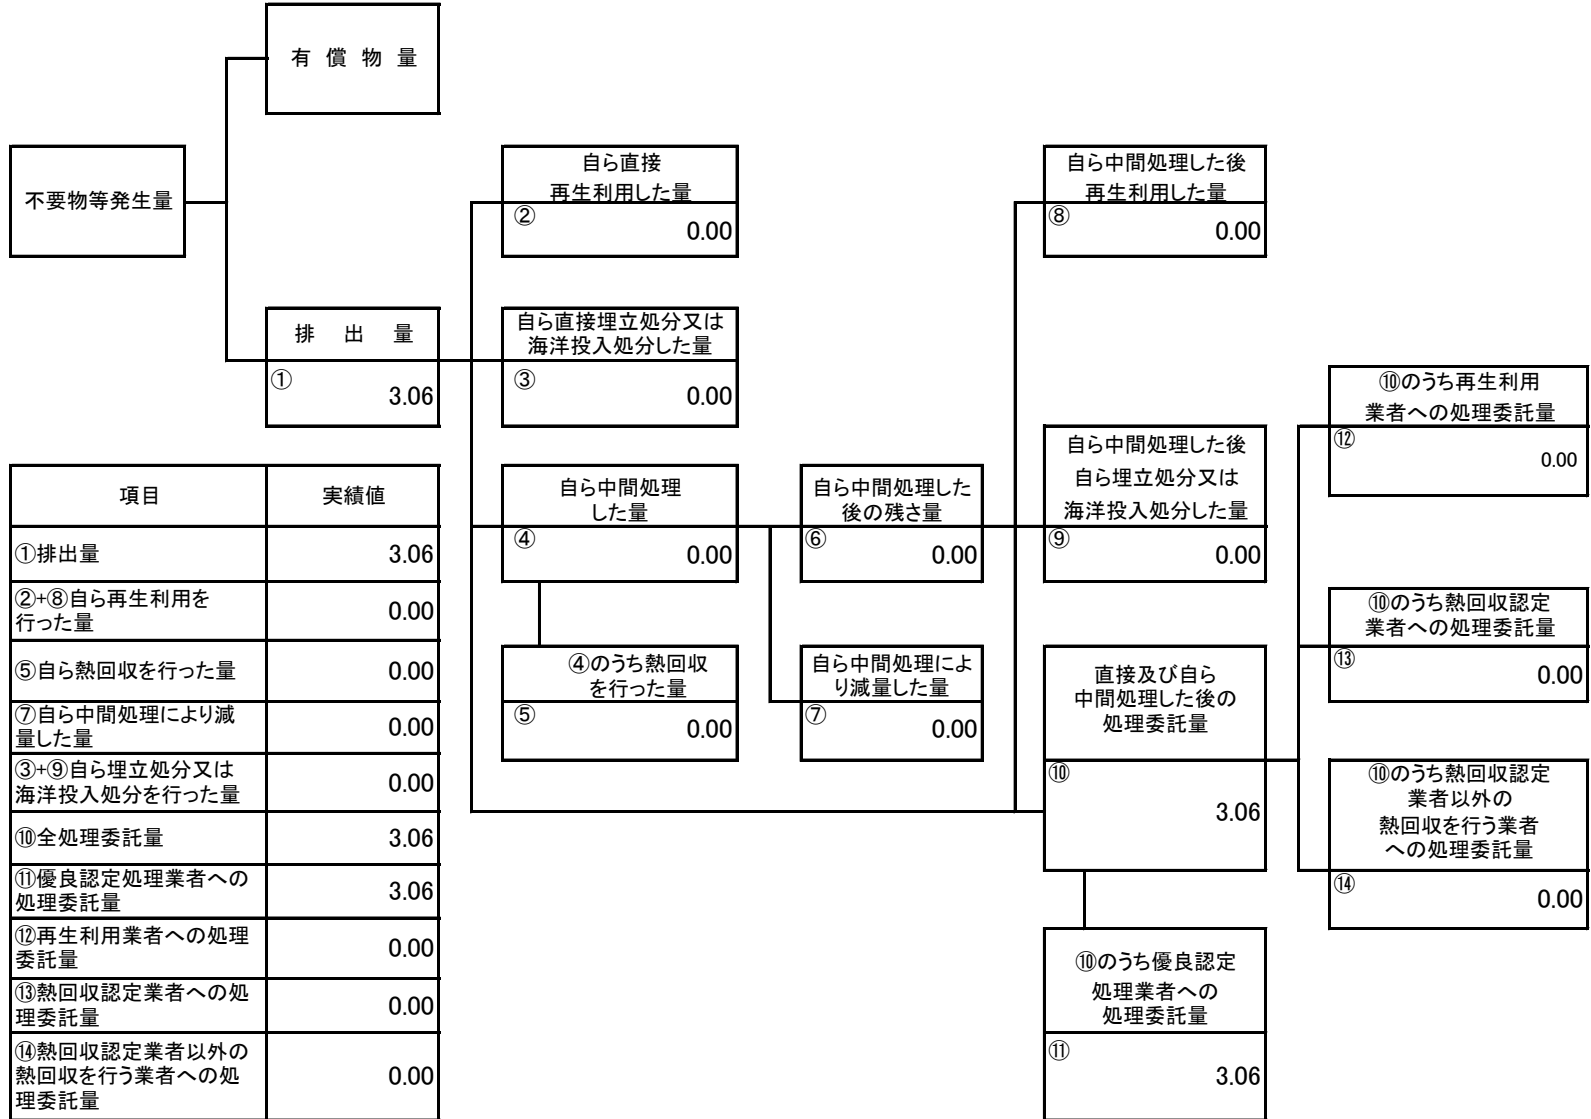 有 償 物 量
不要物等発生量
自ら直接
再生利用した量
②
0.00
自ら中間処理した後
再生利用した量
⑧
0.00
排 出 量
①
3.06
自ら直接埋立処分又は
海洋投入処分した量
③
0.00
⑩のうち再生利用
業者への処理委託量
⑫
0.00
自ら中間処理
した量
④
0.00
自ら中間処理した
後の残さ量
⑥
0.00
自ら中間処理した後
自ら埋立処分又は
海洋投入処分した量
⑨
0.00
⑩のうち熱回収認定
業者への処理委託量
⑬
0.00
④のうち熱回収
を行った量
⑤
0.00
自ら中間処理によ
り減量した量
⑦
0.00
直接及び自ら
中間処理した後の
処理委託量
⑩
3.06
⑩のうち熱回収認定
業者以外の
熱回収を行う業者
への処理委託量
⑭
0.00
⑩のうち優良認定
処理業者への
処理委託量
⑪
3.06
項目 実績値
①排出量 3.06
②+⑧自ら再生利用を
行った量 0.00
⑤自ら熱回収を行った量 0.00
⑦自ら中間処理により減
量した量 0.00
③+⑨自ら埋立処分又は
海洋投入処分を行った量 0.00
⑩全処理委託量 3.06
⑪優良認定処理業者への
処理委託量 3.06
⑫再生利用業者への処理
委託量 0.00
⑬熱回収認定業者への処
理委託量 0.00
⑭熱回収認定業者以外の
熱回収を行う業者への処
理委託量 0.00